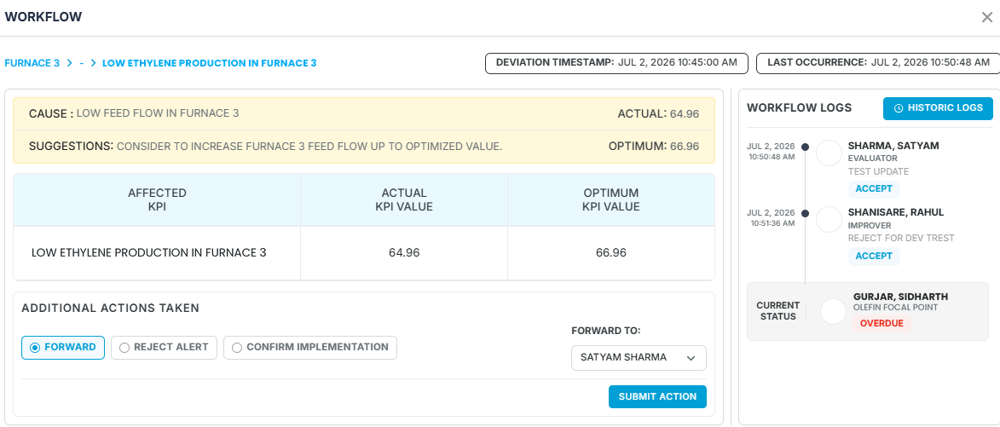 WORKFLOW
FURNACE 3 > - > LOW ETHYLENE PRODUCTION IN FURNACE 3
DEVIATION TIMESTAMP: JUL 2, 2026 10:45:00 AM
LAST OCCURRENCE: JUL 2, 2026 10:50:48 AM
CAUSE : LOW FEED FLOW IN FURNACE 3
ACTUAL: 64.96
SUGGESTIONS: CONSIDER TO INCREASE FURNACE 3 FEED FLOW UP TO OPTIMIZED VALUE.
OPTIMUM: 66.96
AFFECTED
KPI
ACTUAL
KPI VALUE
OPTIMUM
KPI VALUE
LOW ETHYLENE PRODUCTION IN FURNACE 3
64.96
66.96
ADDITIONAL ACTIONS TAKEN
FORWARD
REJECT ALERT
CONFIRM IMPLEMENTATION
FORWARD TO:
SATYAM SHARMA
SUBMIT ACTION
WORKFLOW LOGS
HISTORIC LOGS
JUL 2, 2026
10:50:48 AM
SHARMA, SATYAM
EVALUATOR
TEST UPDATE
ACCEPT
JUL 2, 2026
10:51:36 AM
SHANISARE, RAHUL
IMPROVER
REJECT FOR DEV TREST
ACCEPT
CURRENT
STATUS
GURJAR, SIDHARTH
OLEFIN FOCAL POINT
OVERDUE